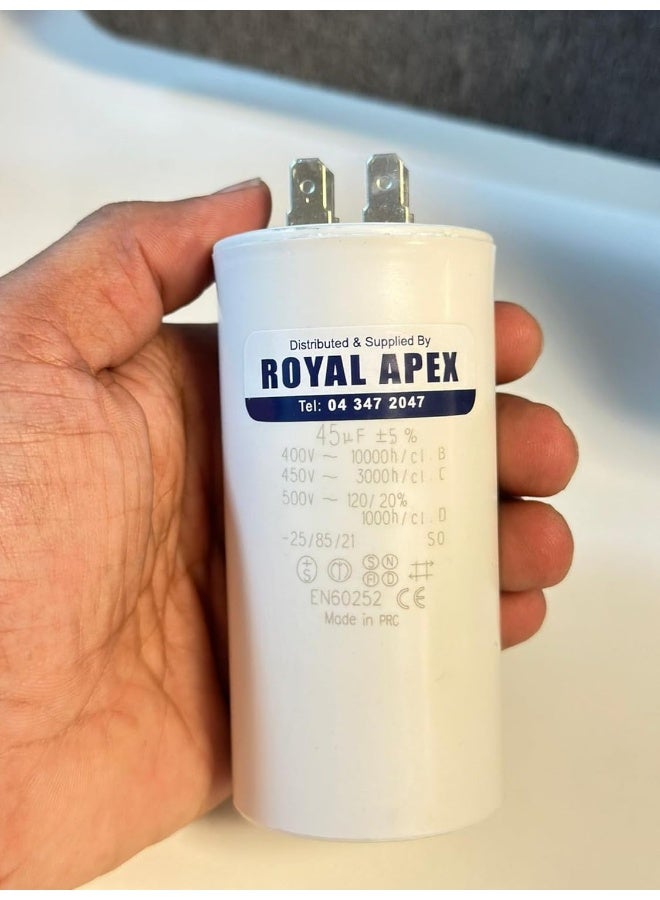 Distributed & Supplied By
ROYAL APEX
Tel: 04 347 2047
45µF ±5%
400V ~ 10000h/cl.B
450V ~ 3000h/cl.C
500V ~ 120/20%
1000h/cl.D
-25/85/21 S0
EN60252 CE
Made in PRC